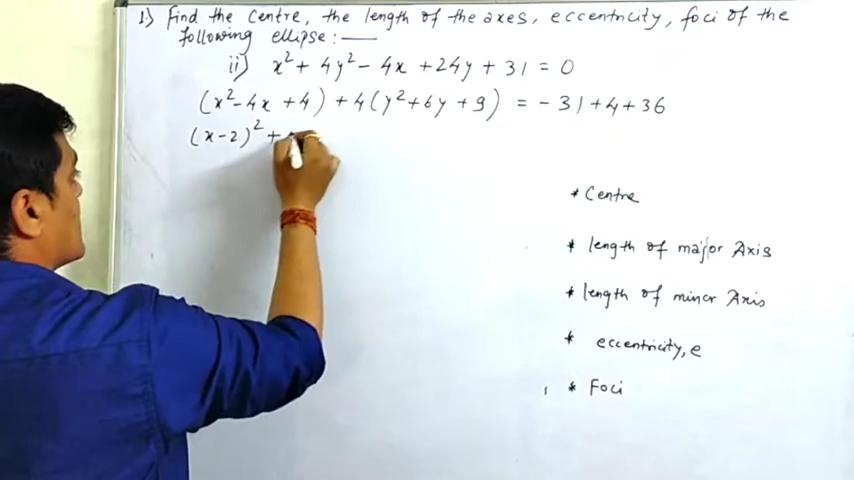 1) Find the centre, the length of the axes, eccentricity, foci of the
following ellipse:—
ii) x² + 4y² - 4x + 24y + 31 = 0
(x² - 4x + 4) + 4(y² + 6y + 9) = - 31 + 4 + 36
(x - 2)² +
* Centre
* length of major Axis
* length of minor Axis
* eccentricity, e
* Foci